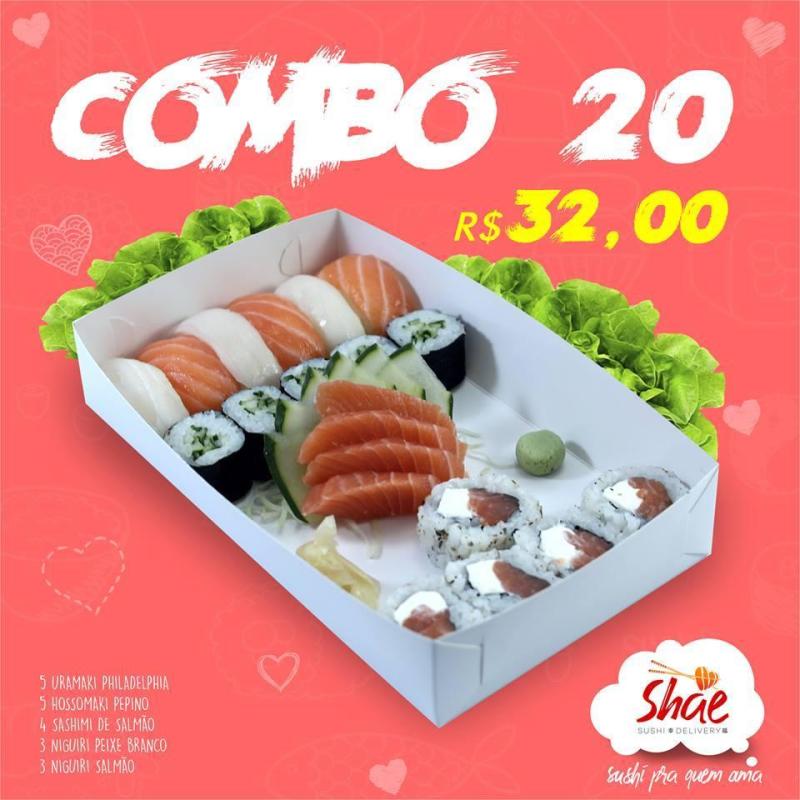 COMBO 20
R$32,00
5 URAMAKI PHILADELPHIA
5 HOSSOMAKI PEPINO
4 SASHIMI DE SALMÃO
3 NIGUIRI PEIXE BRANCO
3 NIGUIRI SALMÃO
Shae
SUSHI DELIVERY
sushi pra quem ama